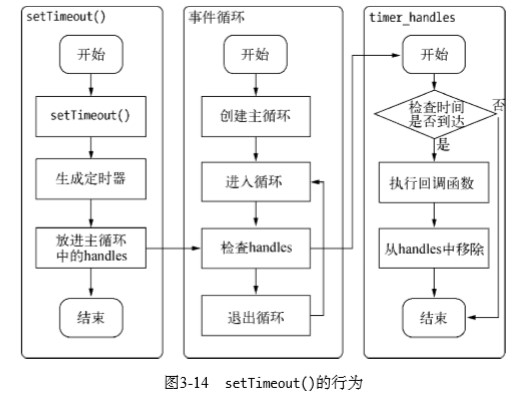 setTimeout()
开始
setTimeout()
生成定时器
放进主循环
中的handles
结束
事件循环
开始
创建主循环
进入循环
检查handles
退出循环
timer_handles
开始
检查时间
是否到达
否
是
执行回调函数
从handles中移除
结束
图3-14 setTimeout()的行为